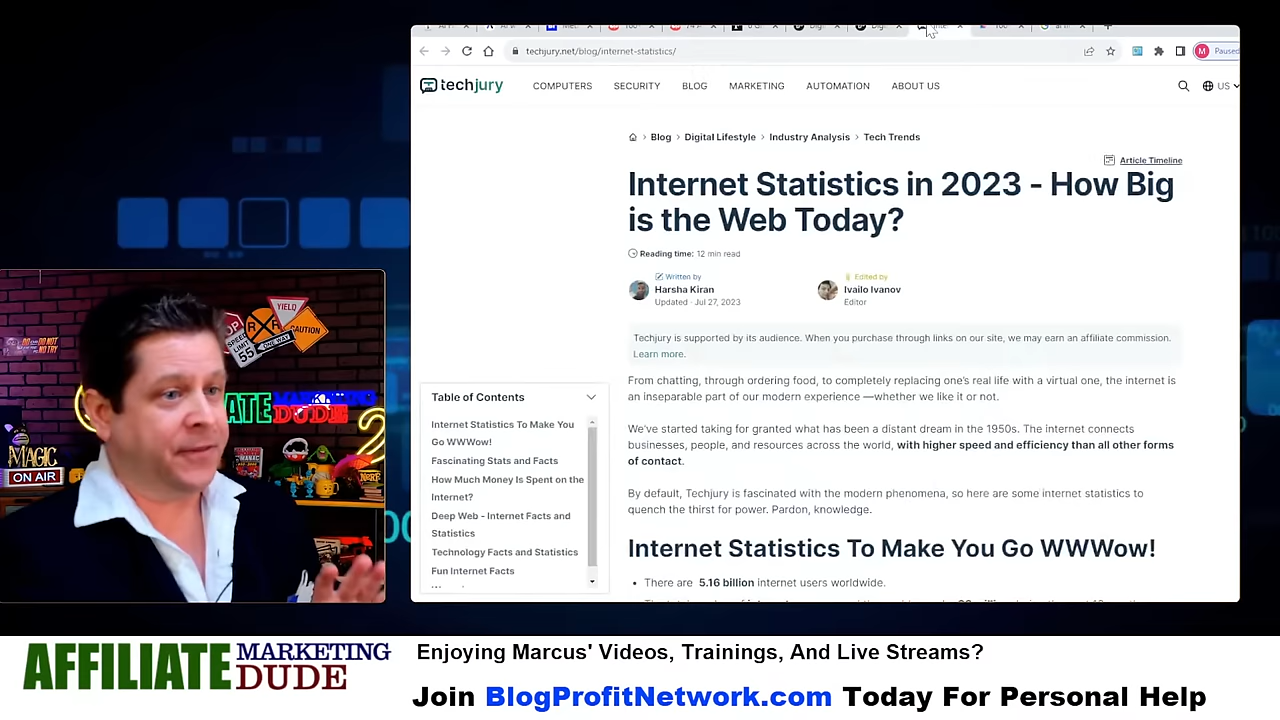 techjury.net/blog/internet-statistics/
M Paused
techjury
COMPUTERS
SECURITY
BLOG
MARKETING
AUTOMATION
ABOUT US
US
Blog > Digital Lifestyle > Industry Analysis > Tech Trends
Article Timeline
Internet Statistics in 2023 - How Big
is the Web Today?
Reading time: 12 min read
Written by
Harsha Kiran
Updated · Jul 27, 2023
Edited by
Ivailo Ivanov
Editor
Techjury is supported by its audience. When you purchase through links on our site, we may earn an affiliate commission.
Learn more.
From chatting, through ordering food, to completely replacing one's real life with a virtual one, the internet is
an inseparable part of our modern experience —whether we like it or not.
We've started taking for granted what has been a distant dream in the 1950s. The internet connects
businesses, people, and resources across the world, with higher speed and efficiency than all other forms
of contact.
By default, Techjury is fascinated with the modern phenomena, so here are some internet statistics to
quench the thirst for power. Pardon, knowledge.
Internet Statistics To Make You Go WWWow!
• There are 5.16 billion internet users worldwide.
Table of Contents
Internet Statistics To Make You
Go WWWow!
Fascinating Stats and Facts
How Much Money Is Spent on the
Internet?
Deep Web - Internet Facts and
Statistics
Technology Facts and Statistics
Fun Internet Facts
YIELD
CAUTION
ONE WAY
SPEED
LIMIT
55
MARKETING
DUDE
MAGIC
ON AIR
NERF
AFFILIATE MARKETING
DUDE
Enjoying Marcus' Videos, Trainings, And Live Streams?
Join BlogProfitNetwork.com Today For Personal Help